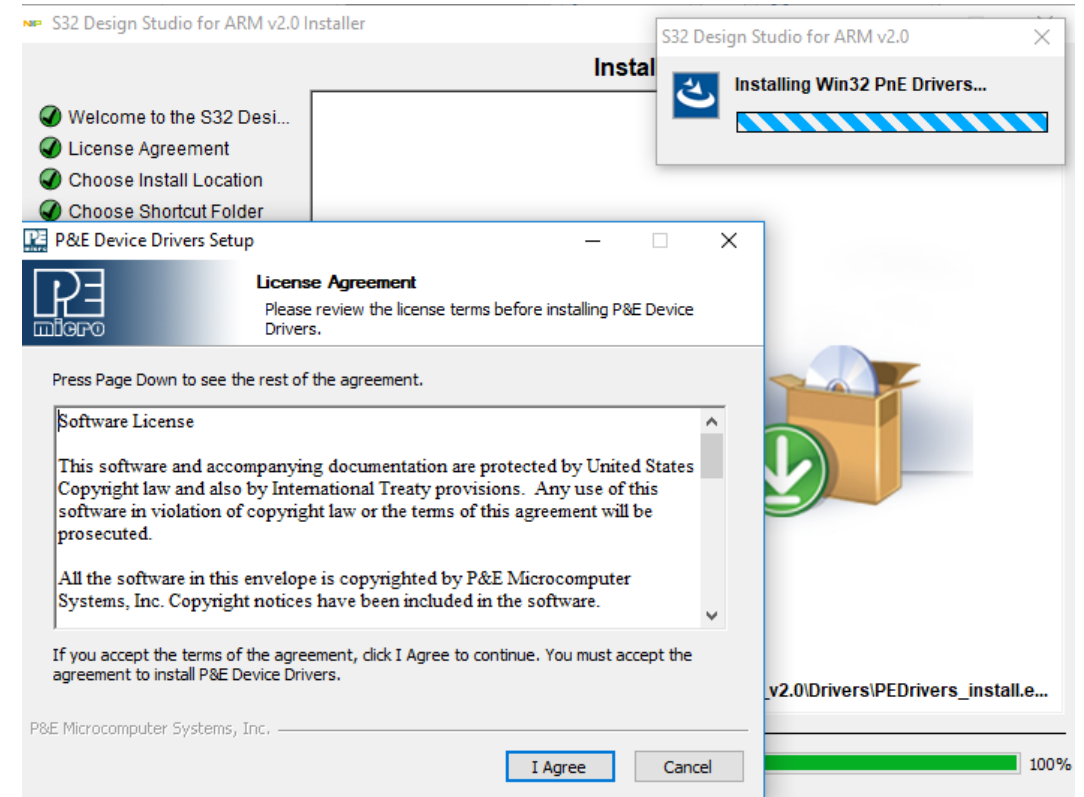 NXP S32 Design Studio for ARM v2.0 Installer
S32 Design Studio for ARM v2.0
Instal
Installing Win32 PnE Drivers...
Welcome to the S32 Desi...
License Agreement
Choose Install Location
Choose Shortcut Folder
P&E Device Drivers Setup
PE
micro
License Agreement
Please review the license terms before installing P&E Device
Drivers.
Press Page Down to see the rest of the agreement.
Software License
This software and accompanying documentation are protected by United States
Copyright law and also by International Treaty provisions.  Any use of this
software in violation of copyright law or the terms of this agreement will be
prosecuted.
All the software in this envelope is copyrighted by P&E Microcomputer
Systems, Inc. Copyright notices have been included in the software.
If you accept the terms of the agreement, click I Agree to continue. You must accept the
agreement to install P&E Device Drivers.
_v2.0\Drivers\PEDrivers_install.e...
P&E Microcomputer Systems, Inc.
I Agree
Cancel
100%